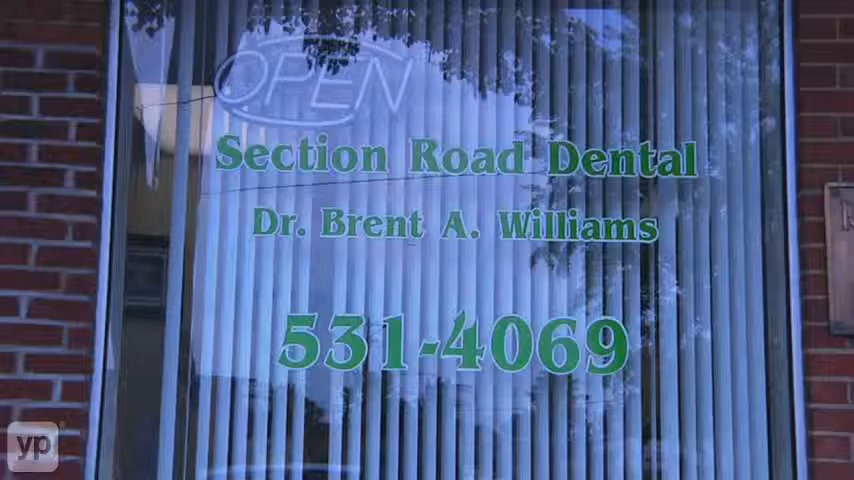 OPEN
Section Road Dental
Dr. Brent A. Williams
531-4069
yp